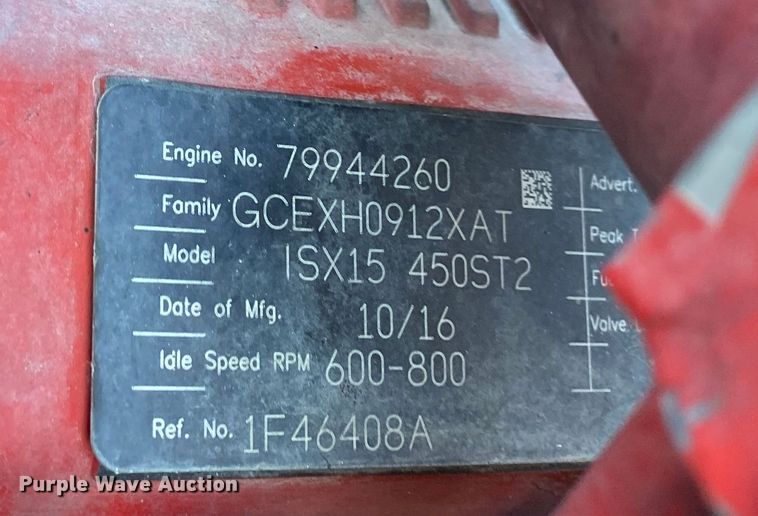 Engine No. 79944260
Family GCEXH0912XAT
Model ISX15 450ST2
Date of Mfg. 10/16
Idle Speed RPM 600-800
Ref. No. 1F46408A
Advert.
Peak
Valve
Purple Wave Auction